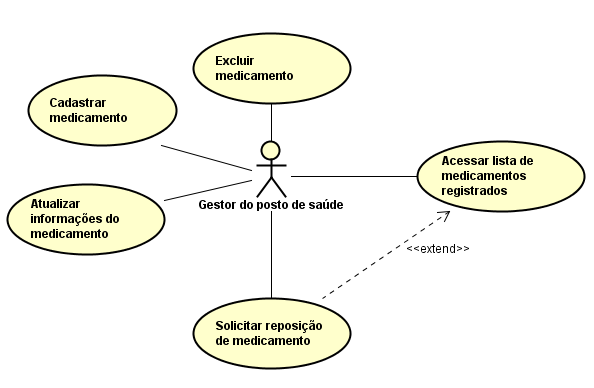 Excluir
medicamento
Cadastrar
medicamento
Acessar lista de
medicamentos
registrados
Gestor do posto de saúde
Atualizar
informações do
medicamento
<<extend>>
Solicitar reposição
de medicamento